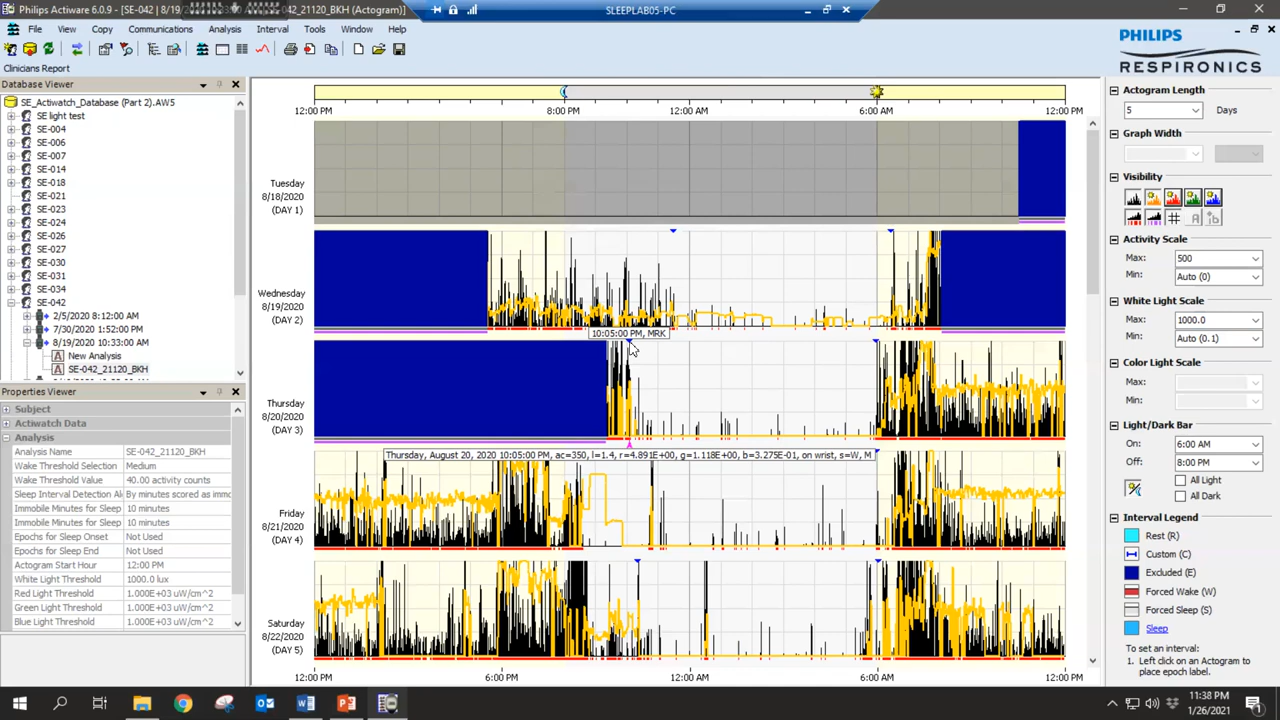 Philips Actiware 6.0.9 - [SE-042 | 8/19/
_21120_BKH (Actogram)]
SLEEPLAB05-PC
File View Copy Communications Analysis Interval Tools Window Help
Clinicians Report
PHILIPS
RESPIRONICS
Database Viewer
SE_Actiwatch_Database (Part 2).AW5
SE light test
SE-004
SE-006
SE-007
SE-014
SE-018
SE-021
SE-023
SE-024
SE-026
SE-027
SE-030
SE-031
SE-034
SE-042
2/5/2020 8:12:00 AM
7/30/2020 1:52:00 PM
8/19/2020 10:33:00 AM
New Analysis
SE-042_21120_BKH
Properties Viewer
Subject
Actiwatch Data
Analysis
Analysis Name SE-042_21120_BKH
Wake Threshold Selection Medium
Wake Threshold Value 40.00 activity counts
Sleep Interval Detection Al By minutes scored as immo
Immobile Minutes for Sleep 10 minutes
Immobile Minutes for Sleep 10 minutes
Epochs for Sleep Onset Not Used
Epochs for Sleep End Not Used
Actogram Start Hour 12:00 PM
White Light Threshold 1000.0 lux
Red Light Threshold 1.000E+03 uW/cm^2
Green Light Threshold 1.000E+03 uW/cm^2
Blue Light Threshold 1.000E+03 uW/cm^2
12:00 PM 8:00 PM 12:00 AM 6:00 AM 12:00 PM
Tuesday
8/18/2020
(DAY 1)
Wednesday
8/19/2020
(DAY 2)
10:05:00 PM, MRK
Thursday
8/20/2020
(DAY 3)
Thursday, August 20, 2020 10:05:00 PM, ac=350, l=1.4, r=4.891E+00, g=1.118E+00, b=3.275E-01, on wrist, s=W, M
Friday
8/21/2020
(DAY 4)
Saturday
8/22/2020
(DAY 5)
12:00 PM 6:00 PM 12:00 AM 6:00 AM 12:00 PM
Actogram Length
5 Days
Graph Width
Visibility
Activity Scale
Max: 500
Min: Auto (0)
White Light Scale
Max: 1000.0
Min: Auto (0.1)
Color Light Scale
Max:
Min:
Light/Dark Bar
On: 6:00 AM
Off: 8:00 PM
All Light
All Dark
Interval Legend
Rest (R)
Custom (C)
Excluded (E)
Forced Wake (W)
Forced Sleep (S)
Sleep
To set an interval:
1. Left click on an Actogram to
place epoch label.
11:38 PM
1/26/2021